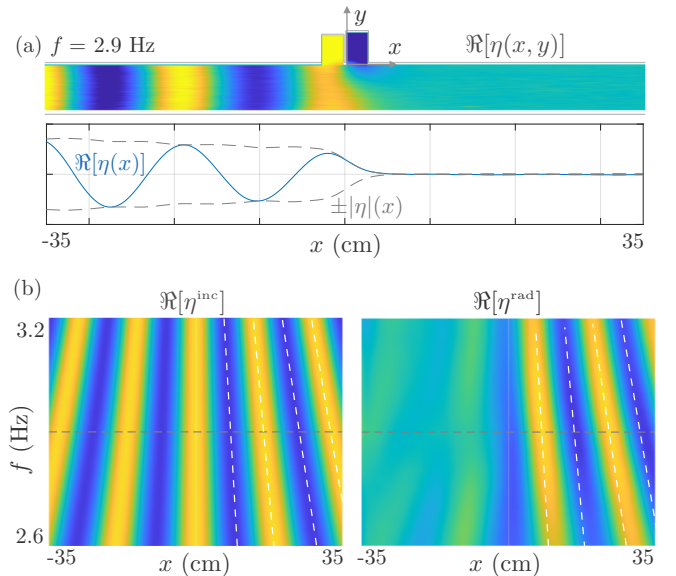 (a) f = 2.9 Hz
y
x
ℜ[η(x, y)]
ℜ[η(x)]
±|η|(x)
-35
x (cm)
35
(b)
ℜ[η^inc]
ℜ[η^rad]
3.2
f (Hz)
2.6
-35
x (cm)
35
-35
x (cm)
35